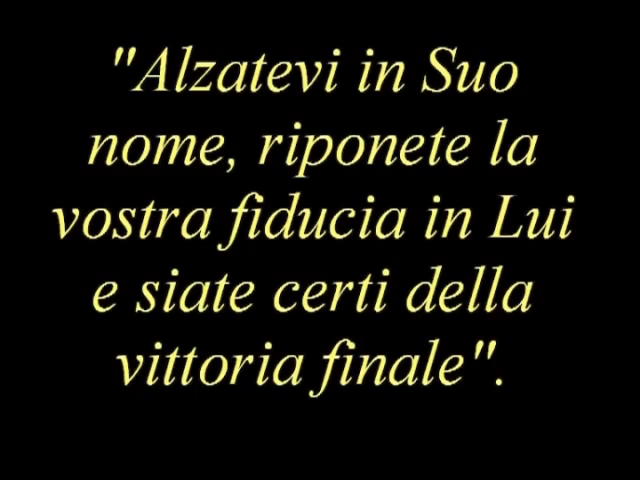 "Alzatevi in Suo
nome, riponete la
vostra fiducia in Lui
e siate certi della
vittoria finale".